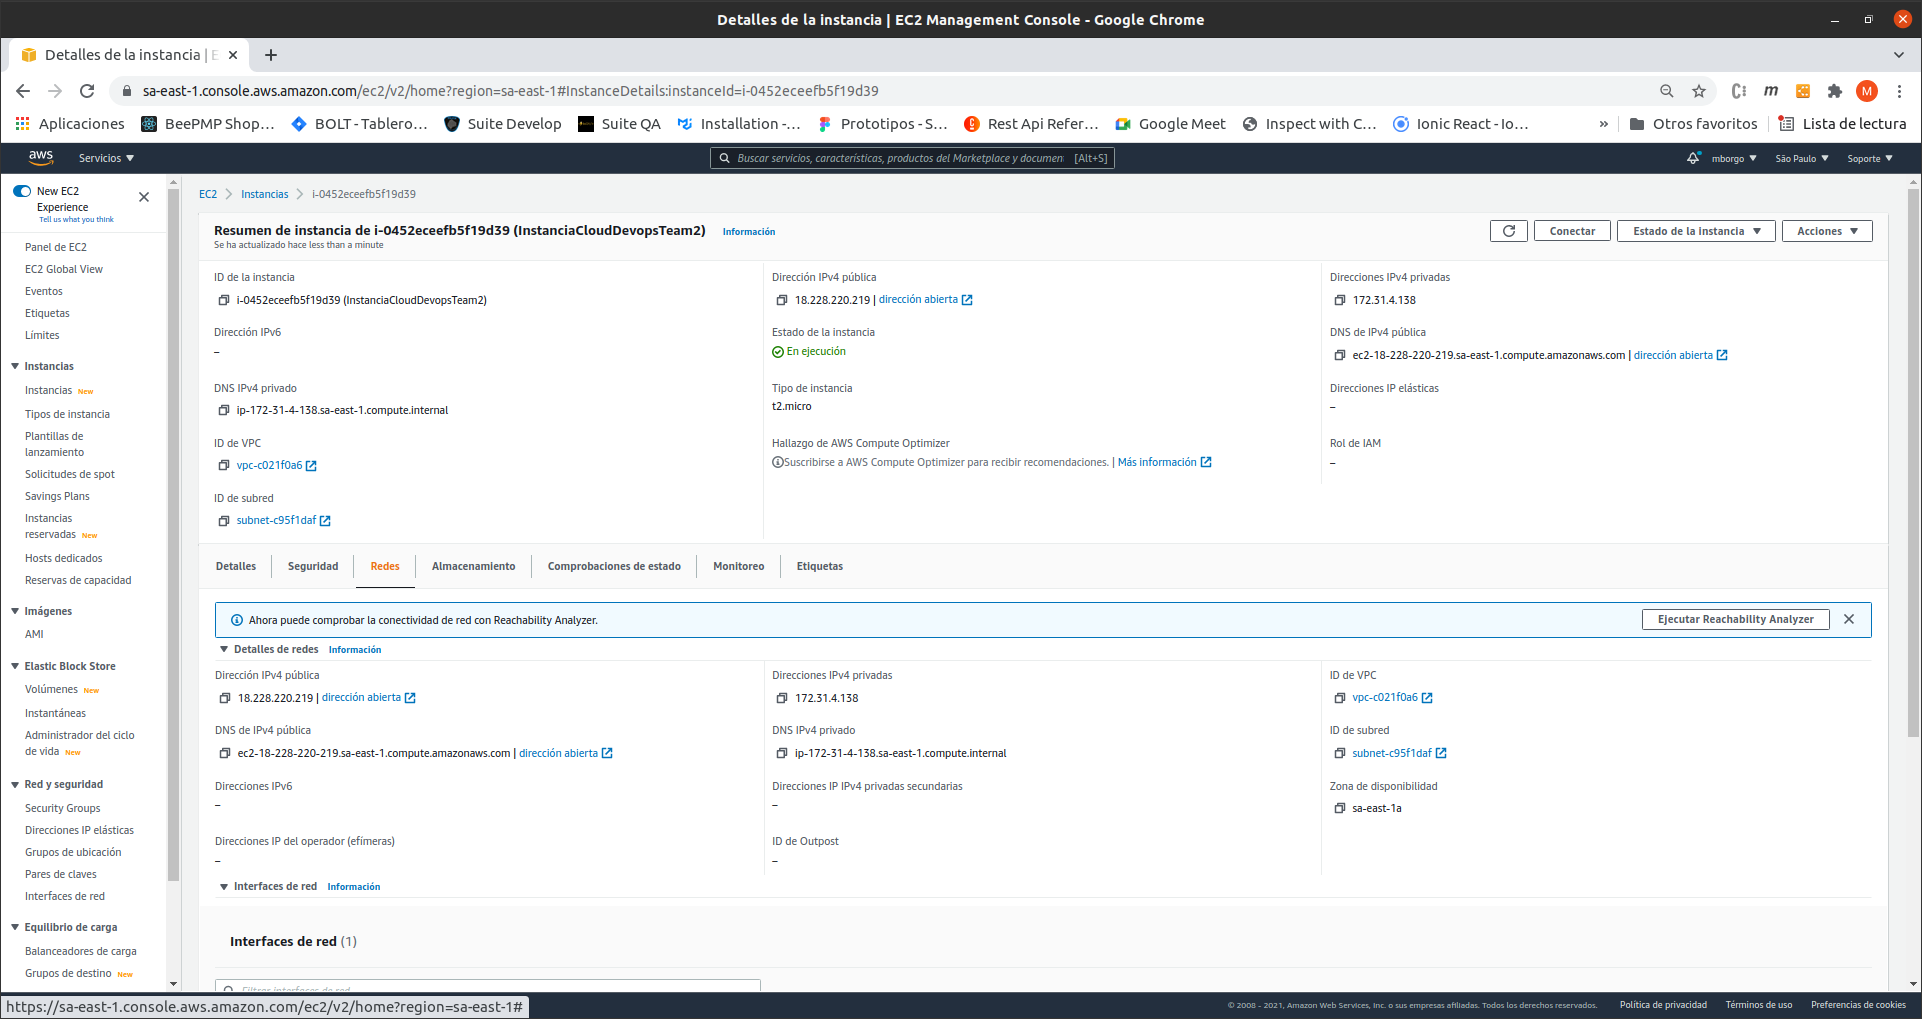 Detalles de la instancia | EC2 Management Console - Google Chrome
Detalles de la instancia | E
sa-east-1.console.aws.amazon.com/ec2/v2/home?region=sa-east-1#InstanceDetails:instanceId=i-0452eceefb5f19d39
M
Aplicaciones BeePMP Shop... BOLT - Tablero... Suite Develop Suite QA Installation -... Prototipos - S... Rest Api Refer... Google Meet Inspect with C... Ionic React - Io... » Otros favoritos Lista de lectura
aws Servicios Buscar servicios, características, productos del Marketplace y document [Alt+S] mborgo São Paulo Soporte
New EC2
Experience
Tell us what you think
Panel de EC2
EC2 Global View
Eventos
Etiquetas
Límites
Instancias
Instancias New
Tipos de instancia
Plantillas de
lanzamiento
Solicitudes de spot
Savings Plans
Instancias
reservadas New
Hosts dedicados
Reservas de capacidad
Imágenes
AMI
Elastic Block Store
Volúmenes New
Instantáneas
Administrador del ciclo
de vida New
Red y seguridad
Security Groups
Direcciones IP elásticas
Grupos de ubicación
Pares de claves
Interfaces de red
Equilibrio de carga
Balanceadores de carga
Grupos de destino New
EC2 > Instancias > i-0452eceefb5f19d39
Resumen de instancia de i-0452eceefb5f19d39 (InstanciaCloudDevopsTeam2) Información
Se ha actualizado hace less than a minute
Conectar Estado de la instancia Acciones
ID de la instancia
i-0452eceefb5f19d39 (InstanciaCloudDevopsTeam2)
Dirección IPv4 pública
18.228.220.219 | dirección abierta
Direcciones IPv4 privadas
172.31.4.138
Dirección IPv6
–
Estado de la instancia
En ejecución
DNS de IPv4 pública
ec2-18-228-220-219.sa-east-1.compute.amazonaws.com | dirección abierta
DNS IPv4 privado
ip-172-31-4-138.sa-east-1.compute.internal
Tipo de instancia
t2.micro
Direcciones IP elásticas
–
ID de VPC
vpc-c021f0a6
Hallazgo de AWS Compute Optimizer
Suscribirse a AWS Compute Optimizer para recibir recomendaciones. | Más información
Rol de IAM
–
ID de subred
subnet-c95f1daf
Detalles Seguridad Redes Almacenamiento Comprobaciones de estado Monitoreo Etiquetas
Ahora puede comprobar la conectividad de red con Reachability Analyzer. Ejecutar Reachability Analyzer
Detalles de redes Información
Dirección IPv4 pública
18.228.220.219 | dirección abierta
Direcciones IPv4 privadas
172.31.4.138
ID de VPC
vpc-c021f0a6
DNS de IPv4 pública
ec2-18-228-220-219.sa-east-1.compute.amazonaws.com | dirección abierta
DNS IPv4 privado
ip-172-31-4-138.sa-east-1.compute.internal
ID de subred
subnet-c95f1daf
Direcciones IPv6
–
Direcciones IP IPv4 privadas secundarias
–
Zona de disponibilidad
sa-east-1a
Direcciones IP del operador (efímeras)
–
ID de Outpost
–
Interfaces de red Información
Interfaces de red (1)
Filtrar interfaces de red
https://sa-east-1.console.aws.amazon.com/ec2/v2/home?region=sa-east-1#
© 2008 - 2021, Amazon Web Services, Inc. o sus empresas afiliadas. Todos los derechos reservados. Política de privacidad Términos de uso Preferencias de cookies